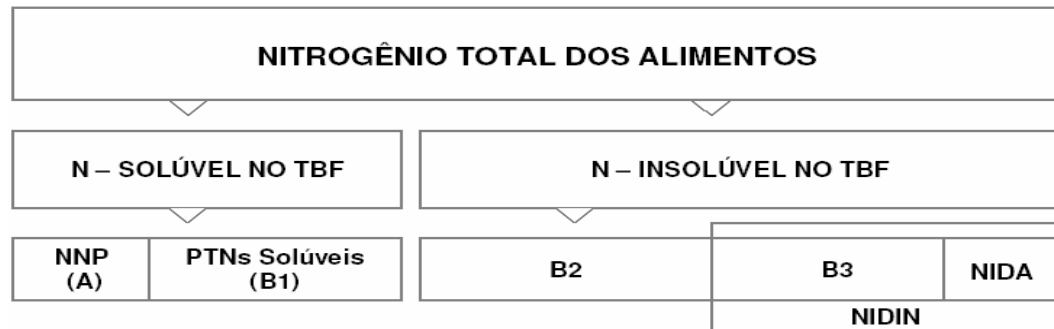 NITROGÊNIO TOTAL DOS ALIMENTOS
N – SOLÚVEL NO TBF
N – INSOLÚVEL NO TBF
NNP
(A)
PTNs Solúveis
(B1)
B2
B3
NIDA
NIDIN